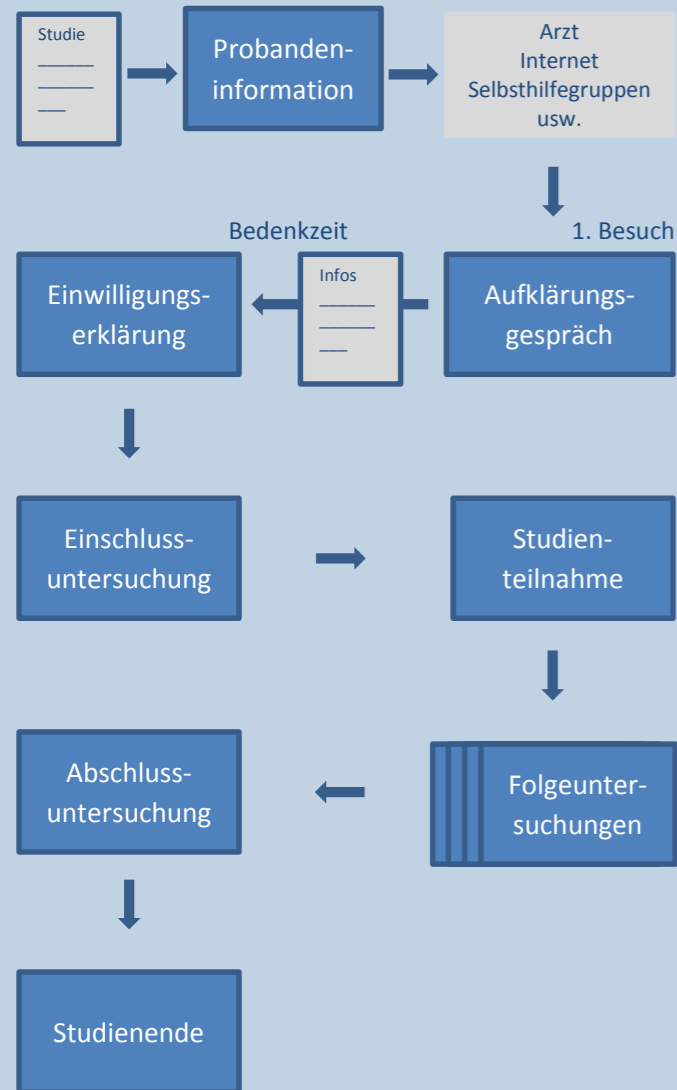 Studie
Probanden-
information
Arzt
Internet
Selbsthilfegruppen
usw.
Bedenkzeit
1. Besuch
Einwilligungs-
erklärung
Infos
Aufklärungs-
gespräch
Einschluss-
untersuchung
Studien-
teilnahme
Abschluss-
untersuchung
Folgeunter-
suchungen
Studienende